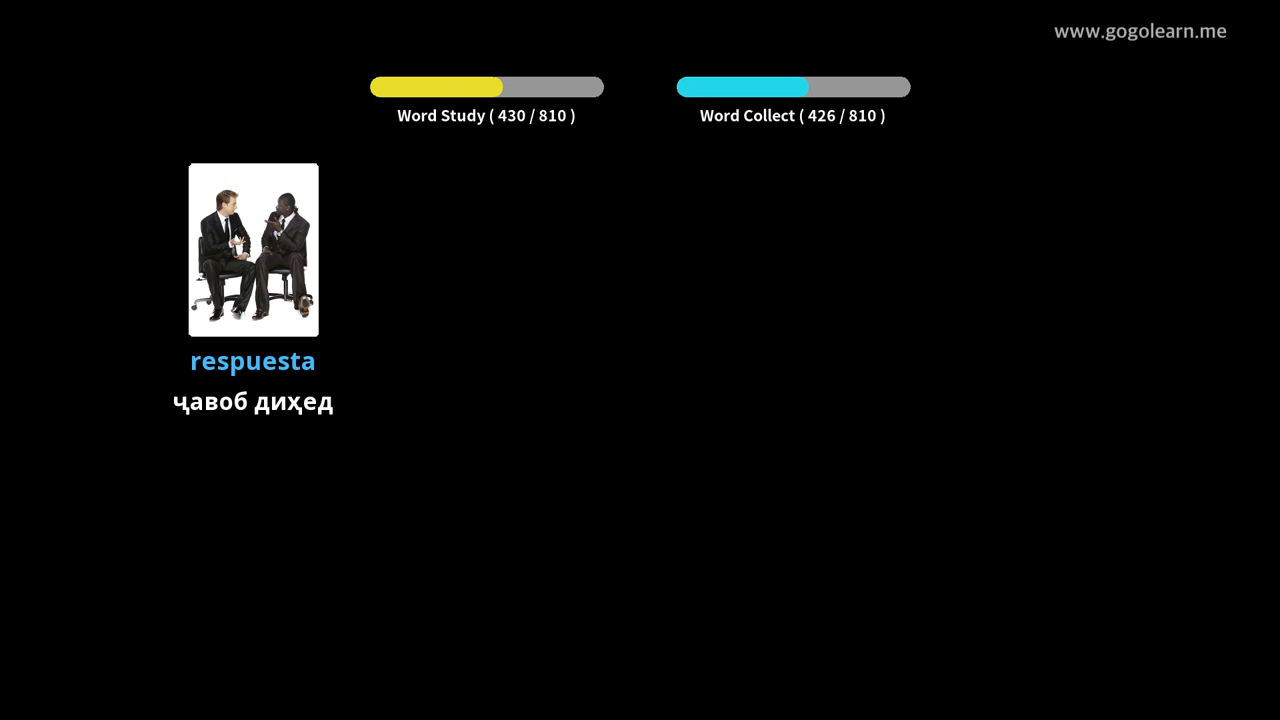 www.gogolearn.me
Word Study ( 430 / 810 )
Word Collect ( 426 / 810 )
respuesta
ҷавоб диҳед